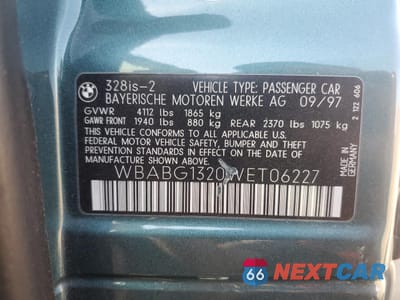 328is-2 VEHICLE TYPE: PASSENGER CAR
BAYERISCHE MOTOREN WERKE AG 09/97
GVWR 4112 lbs 1865 kg
GAWR FRONT 1940 lbs 880 kg REAR 2370 lbs 1075 kg
THIS VEHICLE CONFORMS TO ALL APPLICABLE U.S.
FEDERAL MOTOR VEHICLE SAFETY, BUMPER AND THEFT
PREVENTION STANDARDS IN EFFECT ON THE DATE OF
MANUFACTURE SHOWN ABOVE.
WBABG1320WET06227
2 122 606
MADE IN GERMANY
66 NEXTCAR